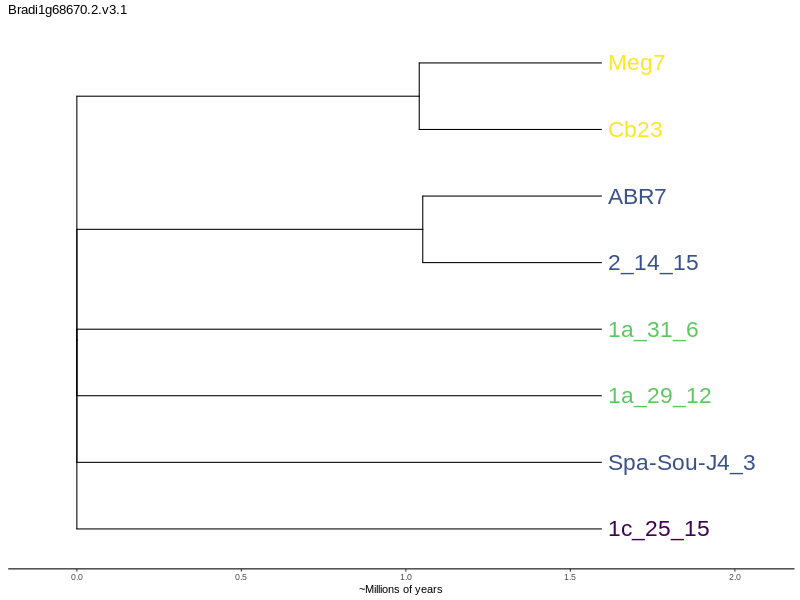 Bradi1g68670.2.v3.1
Meg7
Cb23
ABR7
2_14_15
1a_31_6
1a_29_12
Spa-Sou-J4_3
1c_25_15
0.0 0.5 1.0 1.5 2.0
~Millions of years